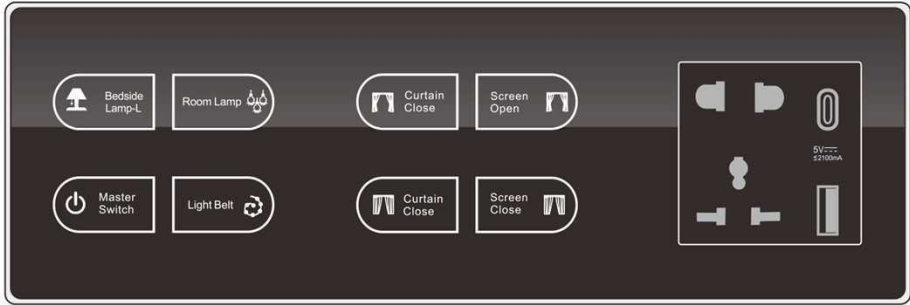 Bedside
Lamp-L
Room Lamp
Curtain
Close
Screen
Open
Master
Switch
Light Belt
Curtain
Close
Screen
Close
5V
≤2100mA